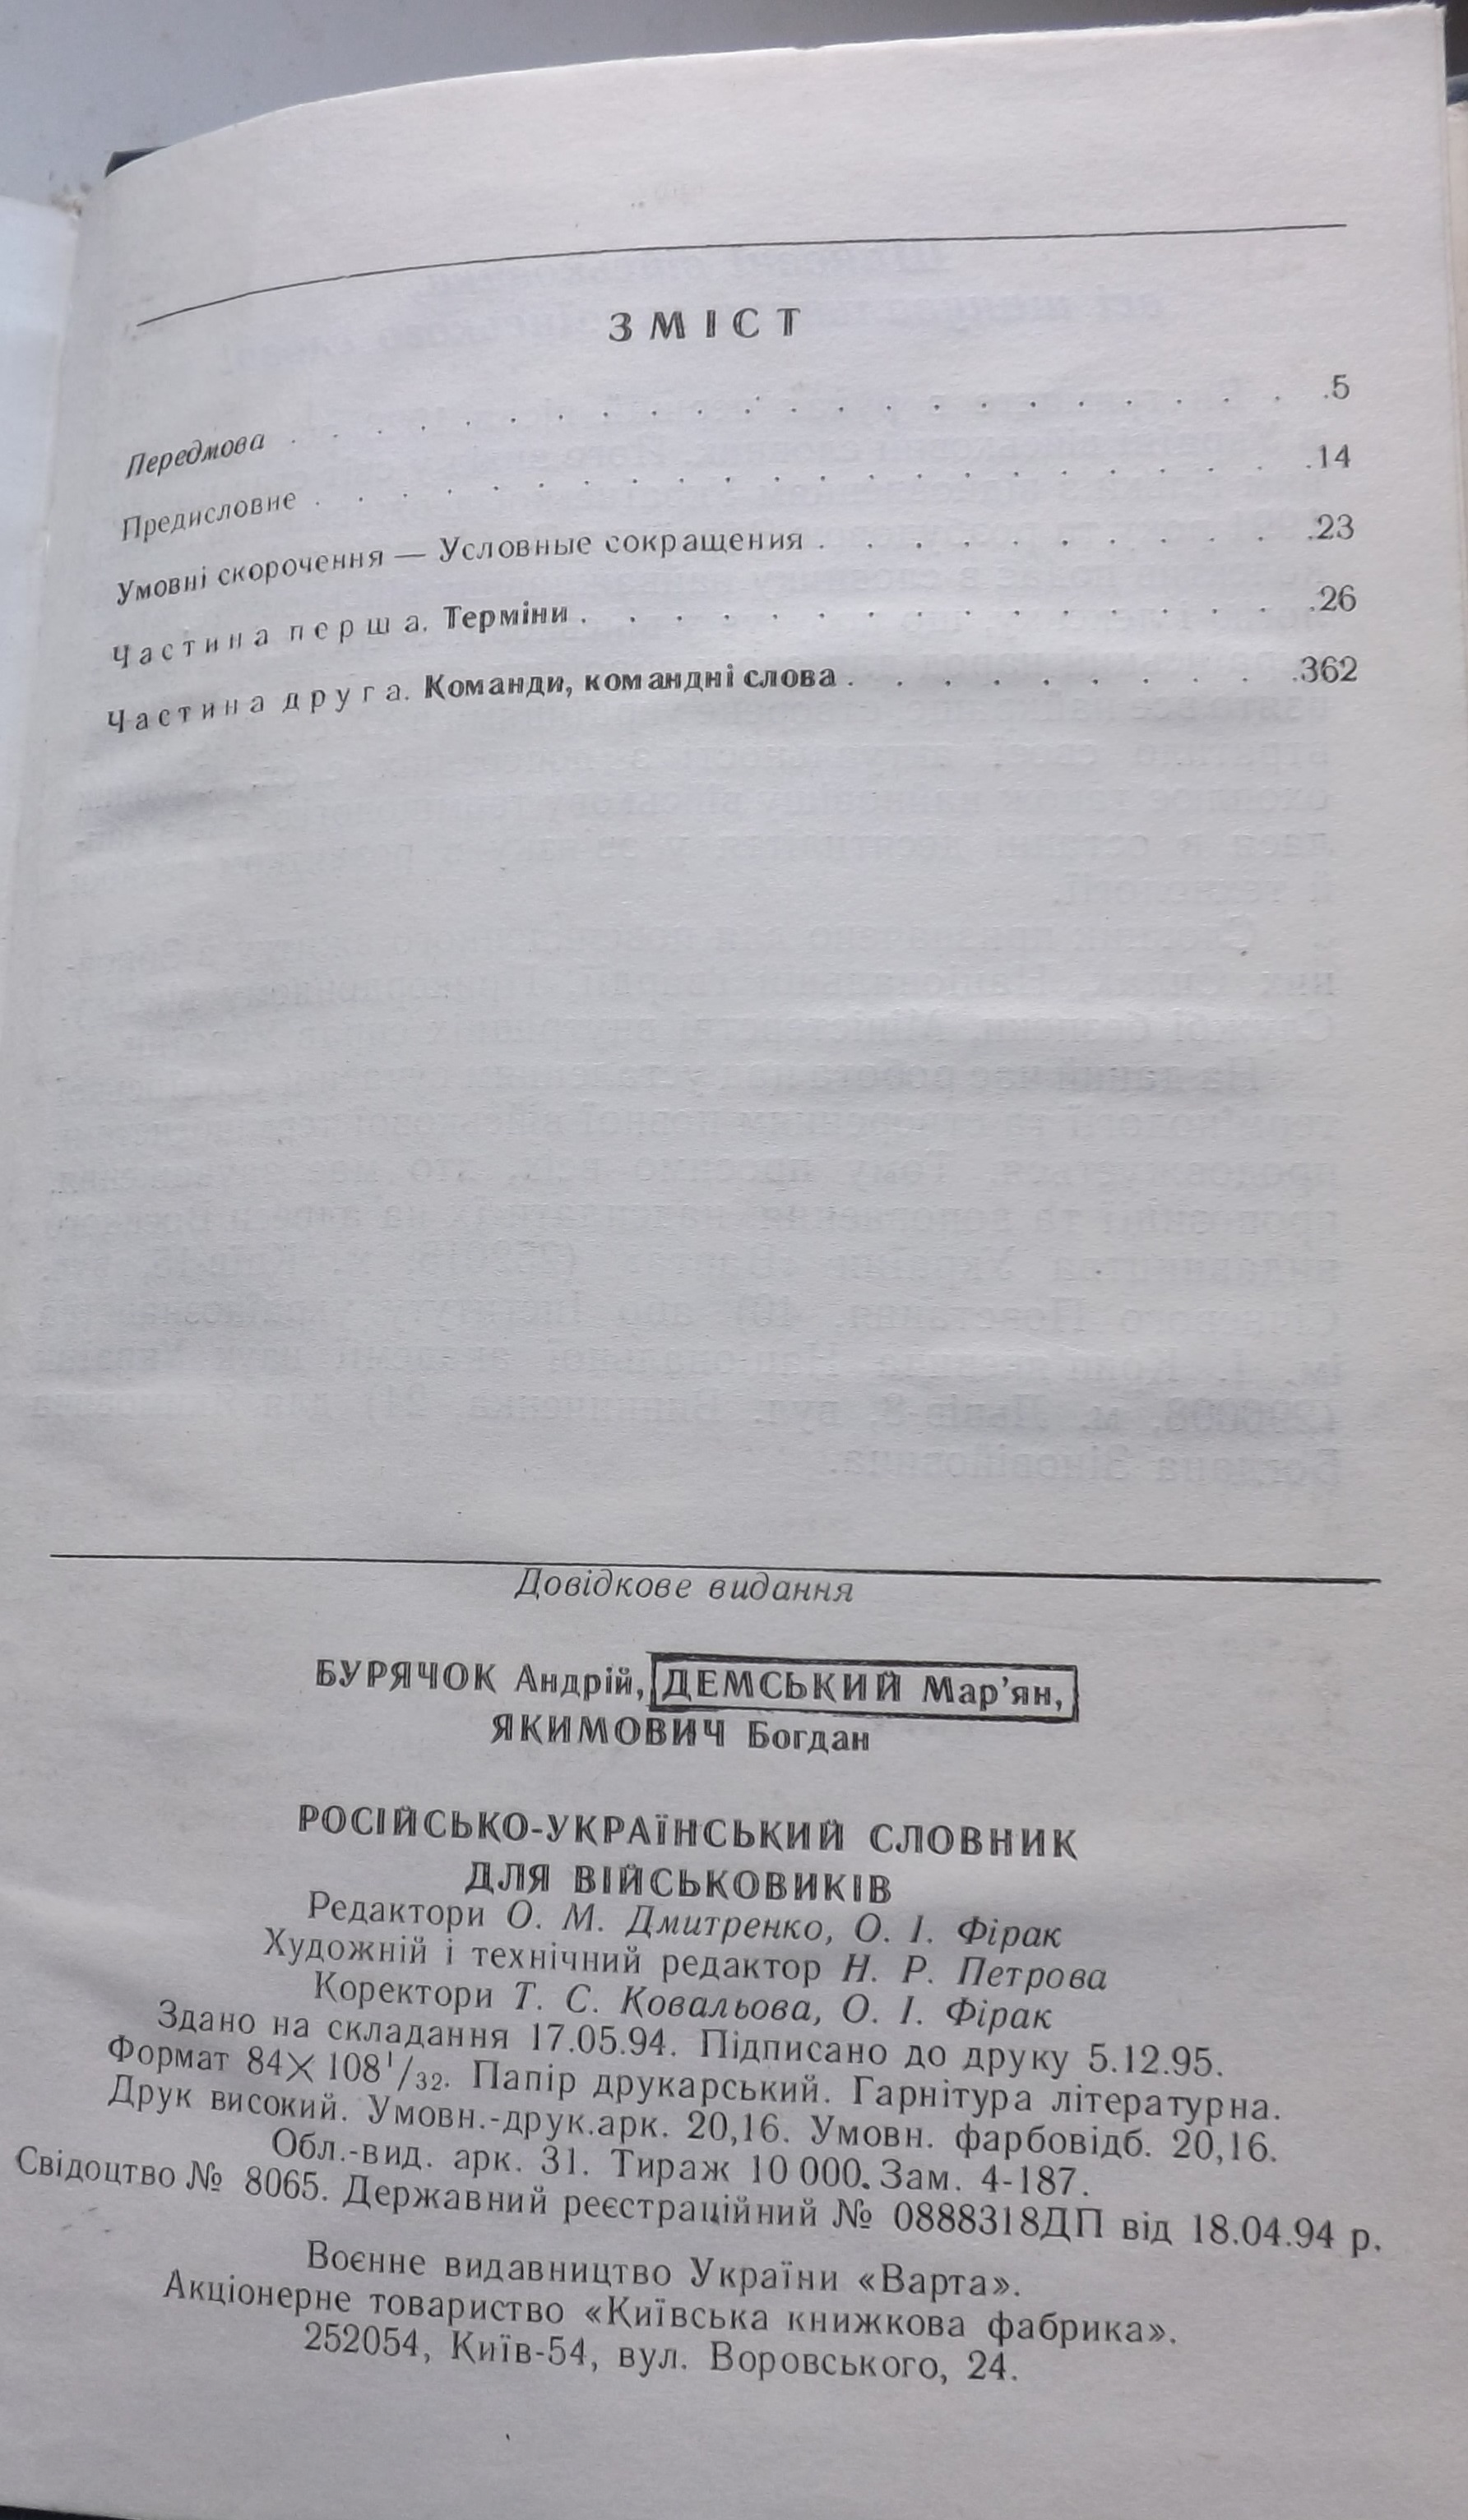 ЗМІСТ
Передмова . . . . . . . . . . . . . . . . . . . . . . .5
Предисловне . . . . . . . . . . . . . . . . . . . . . .14
Умовні скорочення — Условные сокращения . . . . . . . . . . .23
Частина перша. Терміни . . . . . . . . . . . . . . . .26
Частина друга. Команди, командні слова . . . . . . . . . .362
Довідкове видання
БУРЯЧОК Андрій, ДЕМСЬКИЙ Мар’ян,
ЯКИМОВИЧ Богдан
РОСІЙСЬКО-УКРАЇНСЬКИЙ СЛОВНИК
ДЛЯ ВІЙСЬКОВИКІВ
Редактори О. М. Дмитренко, О. І. Фірак
Художній і технічний редактор Н. Р. Петрова
Коректори Т. С. Ковальова, О. І. Фірак
Здано на складання 17.05.94. Підписано до друку 5.12.95.
Формат 84×108¹/₃₂. Папір друкарський. Гарнітура літературна.
Друк високий. Умовн.-друк.арк. 20,16. Умовн. фарбовідб. 20,16.
Обл.-вид. арк. 31. Тираж 10 000. Зам. 4-187.
Свідоцтво № 8065. Державний реєстраційний № 0888318ДП від 18.04.94 р.
Воєнне видавництво України «Варта».
Акціонерне товариство «Київська книжкова фабрика».
252054, Київ-54, вул. Воровського, 24.